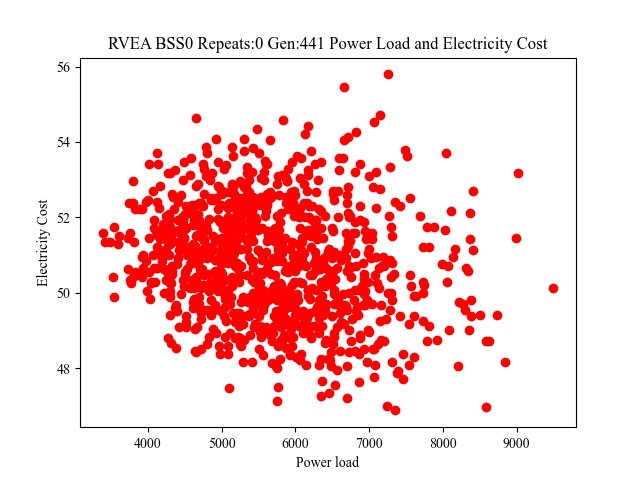 RVEA BSS0 Repeats:0 Gen:441 Power Load and Electricity Cost
56
54
52
50
48
Electricity Cost
4000 5000 6000 7000 8000 9000
Power load